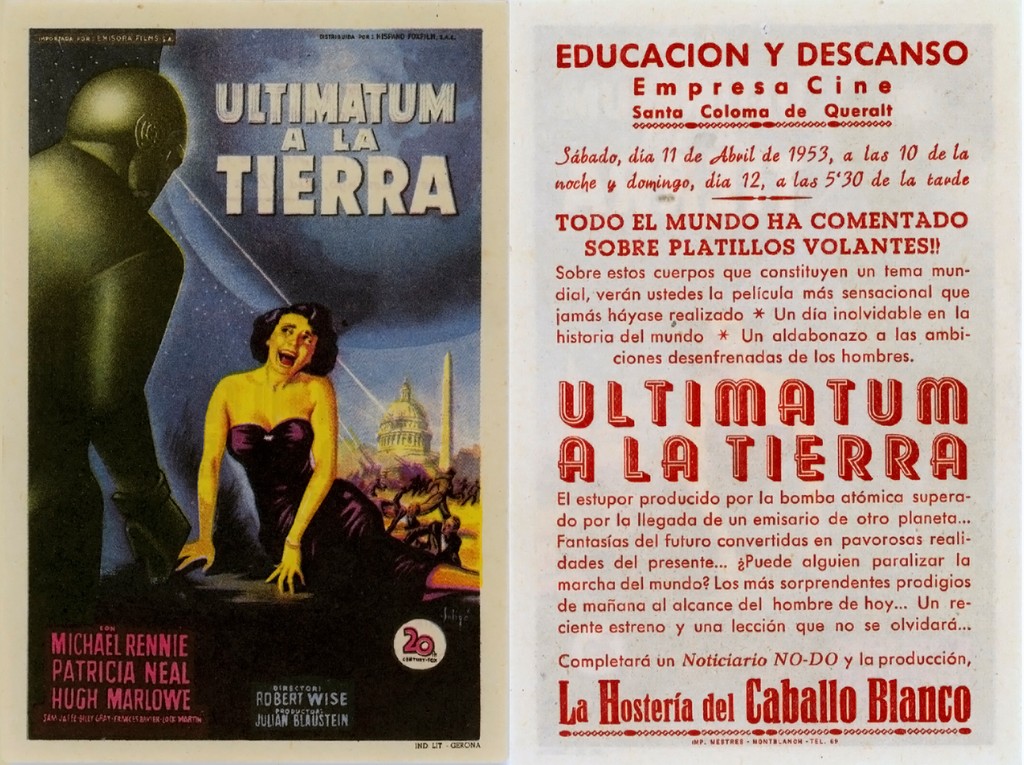 IMPORTADA POR: EMISORA FILMS S.A.
DISTRIBUIDA POR: HISPANO FOXFILM, S.A.E.
ULTIMATUM
A LA
TIERRA
CON
MICHAEL RENNIE
PATRICIA NEAL
HUGH MARLOWE
SAM JAFFE-BILLY GRAY-FRANCES BAVIER-LOCK MARTIN
20th
CENTURY-FOX
DIRECTOR:
ROBERT WISE
PRODUCTOR:
JULIAN BLAUSTEIN
IND LIT - GERONA
EDUCACION Y DESCANSO
Empresa Cine
Santa Coloma de Queralt
Sábado, día 11 de Abril de 1953, a las 10 de la
noche y domingo, día 12, a las 5'30 de la tarde
TODO EL MUNDO HA COMENTADO
SOBRE PLATILLOS VOLANTES!!
Sobre estos cuerpos que constituyen un tema mun-
dial, verán ustedes la película más sensacional que
jamás háyase realizado * Un día inolvidable en la
historia del mundo * Un aldabonazo a las ambi-
ciones desenfrenadas de los hombres.
ULTIMATUM
A LA TIERRA
El estupor producido por la bomba atómica supera-
do por la llegada de un emisario de otro planeta...
Fantasías del futuro convertidas en pavorosas reali-
dades del presente... ¿Puede alguien paralizar la
marcha del mundo? Los más sorprendentes prodigios
de mañana al alcance del hombre de hoy... Un re-
ciente estreno y una lección que no se olvidará...
Completará un Noticiario NO-DO y la producción,
La Hostería del Caballo Blanco
IMP. MESTRES - MONTBLANCH - TEL. 69